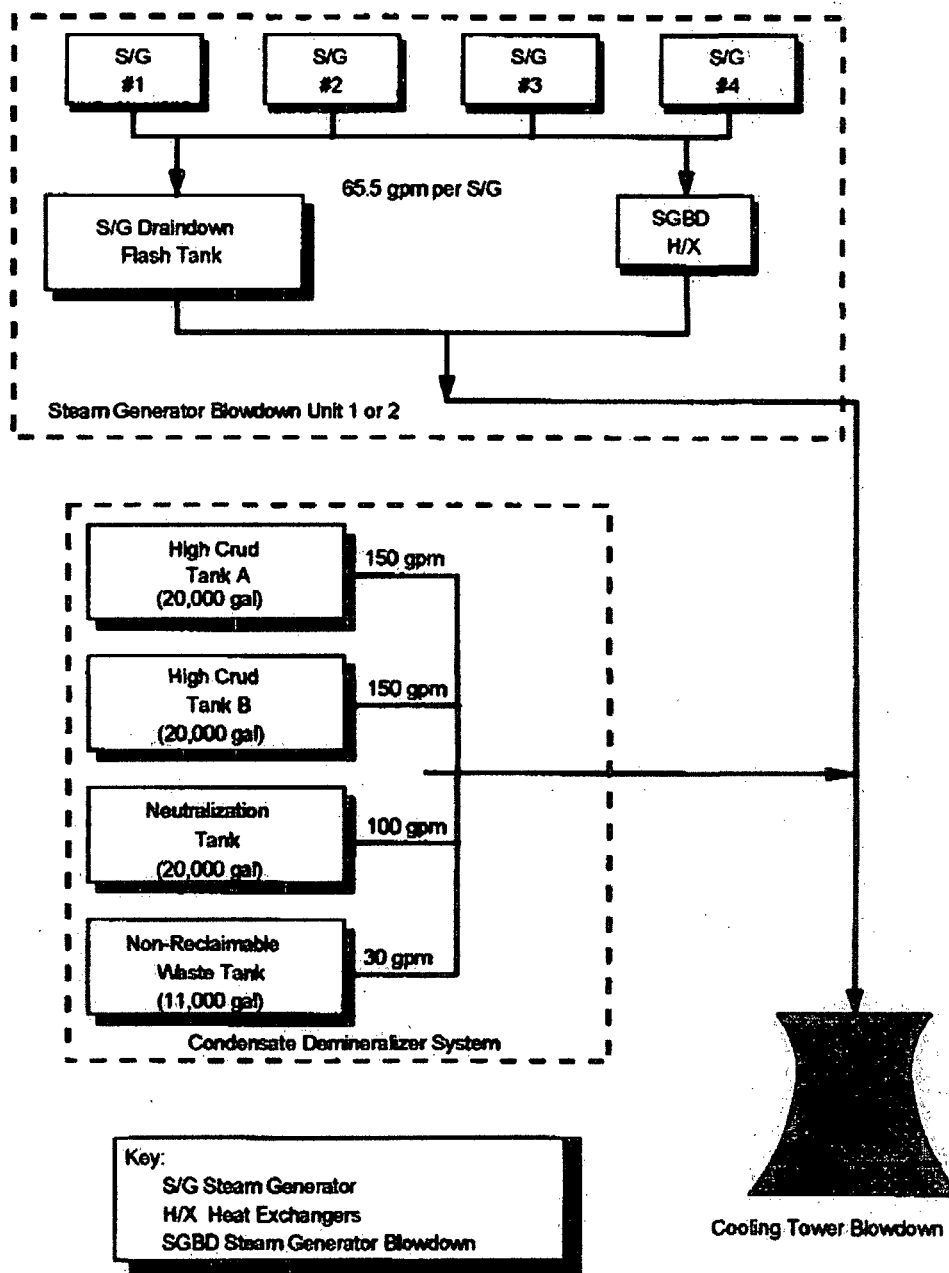 S/G
#1
S/G
#2
S/G
#3
S/G
#4
65.5 gpm per S/G
S/G Draindown
Flash Tank
SGBD
H/X
Steam Generator Blowdown Unit 1 or 2
High Crud
Tank A
(20,000 gal)
150 gpm
High Crud
Tank B
(20,000 gal)
150 gpm
Neutralization
Tank
(20,000 gal)
100 gpm
Non-Reclaimable
Waste Tank
(11,000 gal)
30 gpm
Condensate Demineralizer System
Key:
S/G Steam Generator
H/X Heat Exchangers
SGBD Steam Generator Blowdown
Cooling Tower Blowdown